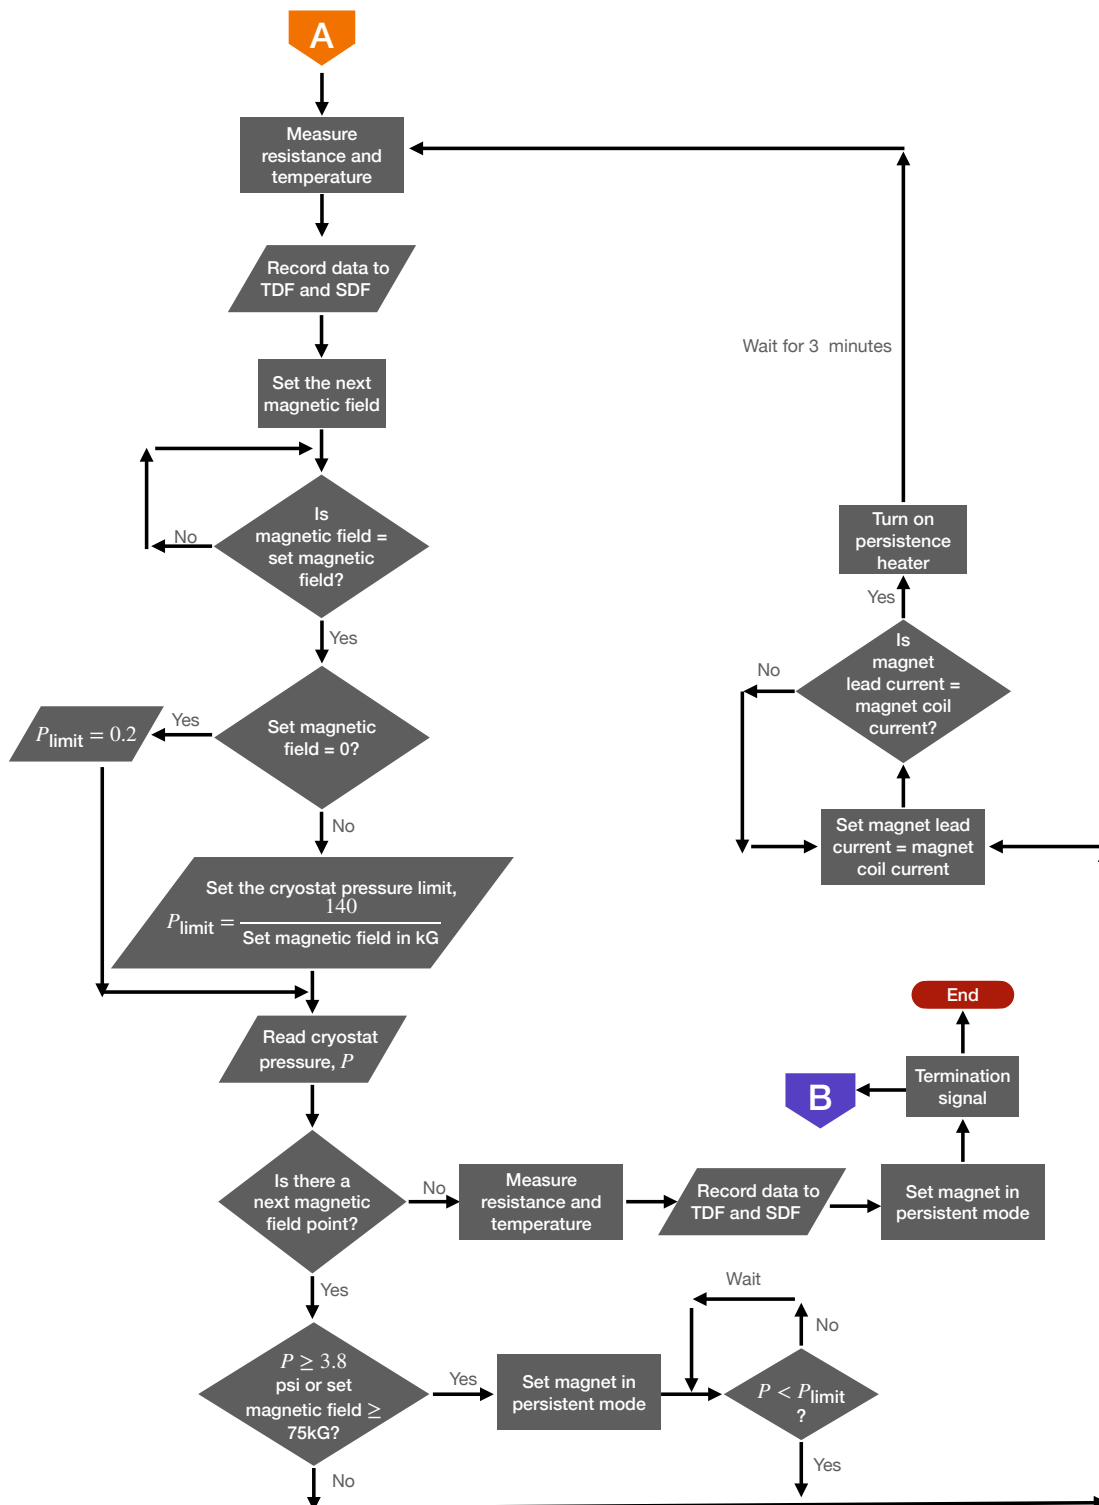 A
Measure
resistance and
temperature
Record data to
TDF and SDF
Wait for 3 minutes
Set the next
magnetic field
Is
magnetic field =
set magnetic
field?
No
Yes
Turn on
persistence
heater
Yes
Is
magnet
lead current =
magnet coil
current?
No
Set magnetic
field = 0?
Yes
P_limit = 0.2
No
Set magnet lead
current = magnet
coil current
Set the cryostat pressure limit,
P_limit = 140 / Set magnetic field in kG
Read cryostat
pressure, P
End
Termination
signal
B
Is there a
next magnetic
field point?
No
Measure
resistance and
temperature
Record data to
TDF and SDF
Set magnet in
persistent mode
Yes
Wait
No
P ≥ 3.8
psi or set
magnetic field ≥
75kG?
Yes
Set magnet in
persistent mode
P < P_limit
?
Yes
No